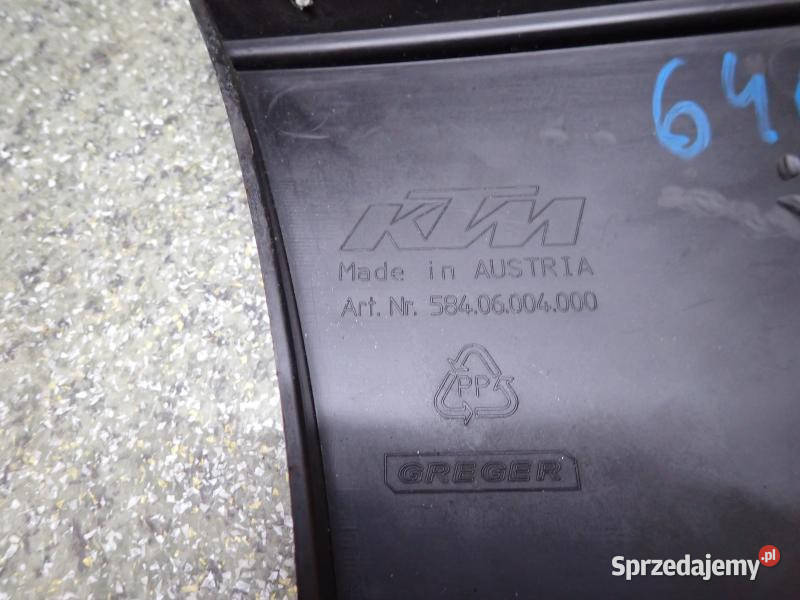 KTM
Made in AUSTRIA
Art. Nr. 584.06.004.000
PP
GREGER
Sprzedajemy.pl